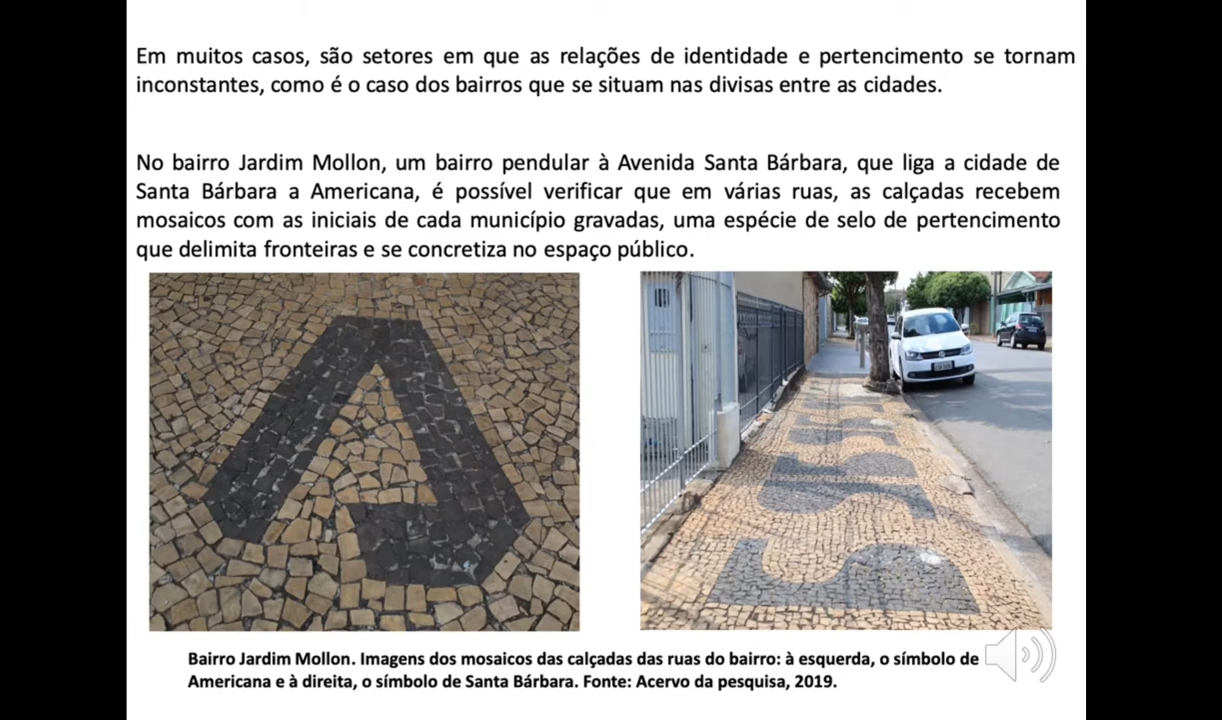 Em muitos casos, são setores em que as relações de identidade e pertencimento se tornam
inconstantes, como é o caso dos bairros que se situam nas divisas entre as cidades.
No bairro Jardim Mollon, um bairro pendular à Avenida Santa Bárbara, que liga a cidade de
Santa Bárbara a Americana, é possível verificar que em várias ruas, as calçadas recebem
mosaicos com as iniciais de cada município gravadas, uma espécie de selo de pertencimento
que delimita fronteiras e se concretiza no espaço público.
A
Bairro Jardim Mollon. Imagens dos mosaicos das calçadas das ruas do bairro: à esquerda, o símbolo de
Americana e à direita, o símbolo de Santa Bárbara. Fonte: Acervo da pesquisa, 2019.